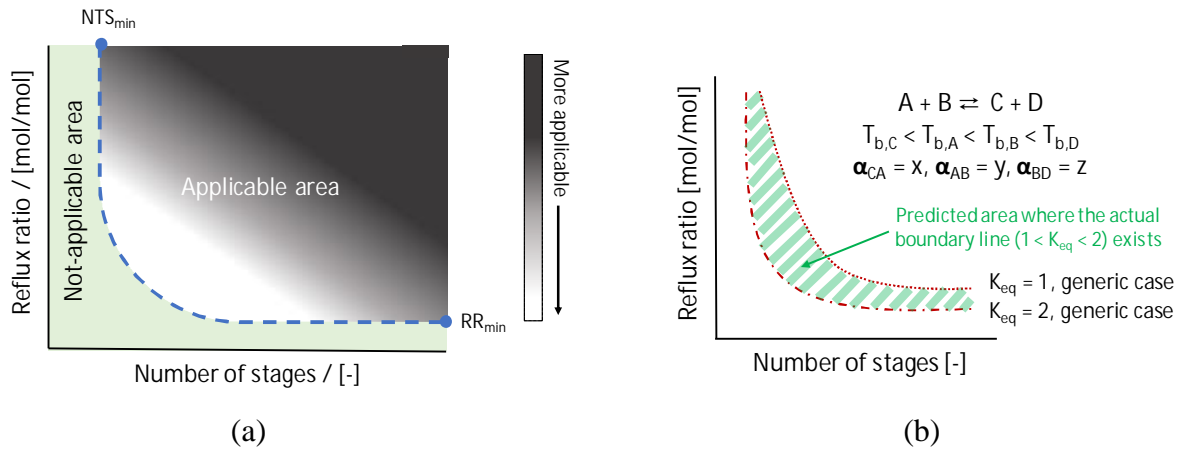 NTSmin
Reflux ratio / [mol/mol]
Not-applicable area
Applicable area
More applicable
RRmin
Number of stages / [-]
(a)
Reflux ratio [mol/mol]
A + B ⇄ C + D
Tb,C < Tb,A < Tb,B < Tb,D
αCA = x, αAB = y, αBD = z
Predicted area where the actual
boundary line (1 < Keq < 2) exists
Keq = 1, generic case
Keq = 2, generic case
Number of stages [-]
(b)